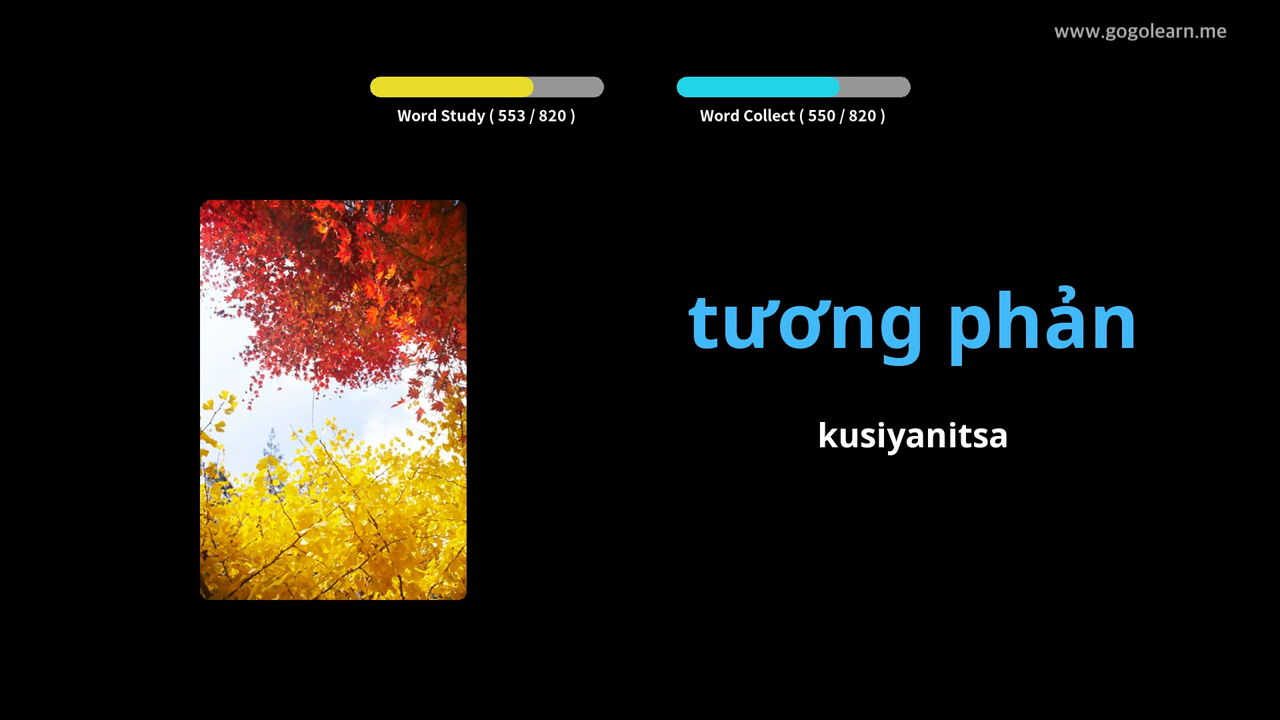 www.gogolearn.me
Word Study ( 553 / 820 )
Word Collect ( 550 / 820 )
tương phản
kusiyanitsa